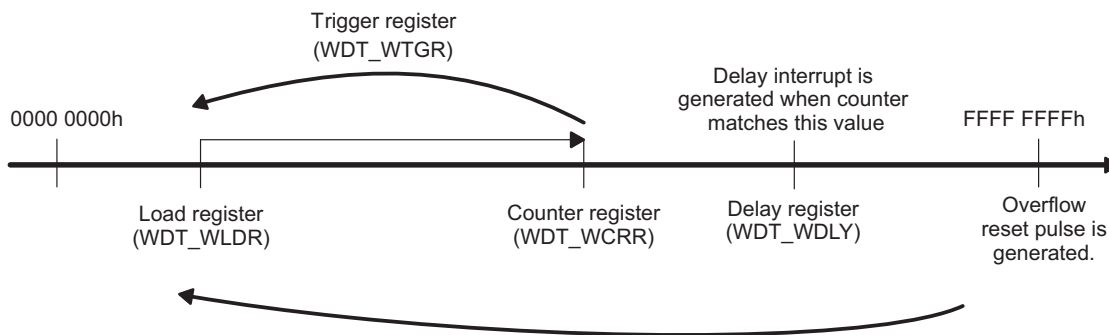 Trigger register
(WDT_WTGR)
Delay interrupt is
generated when counter
matches this value
0000 0000h
FFFF FFFFh
Load register
(WDT_WLDR)
Counter register
(WDT_WCRR)
Delay register
(WDT_WDLY)
Overflow
reset pulse is
generated.